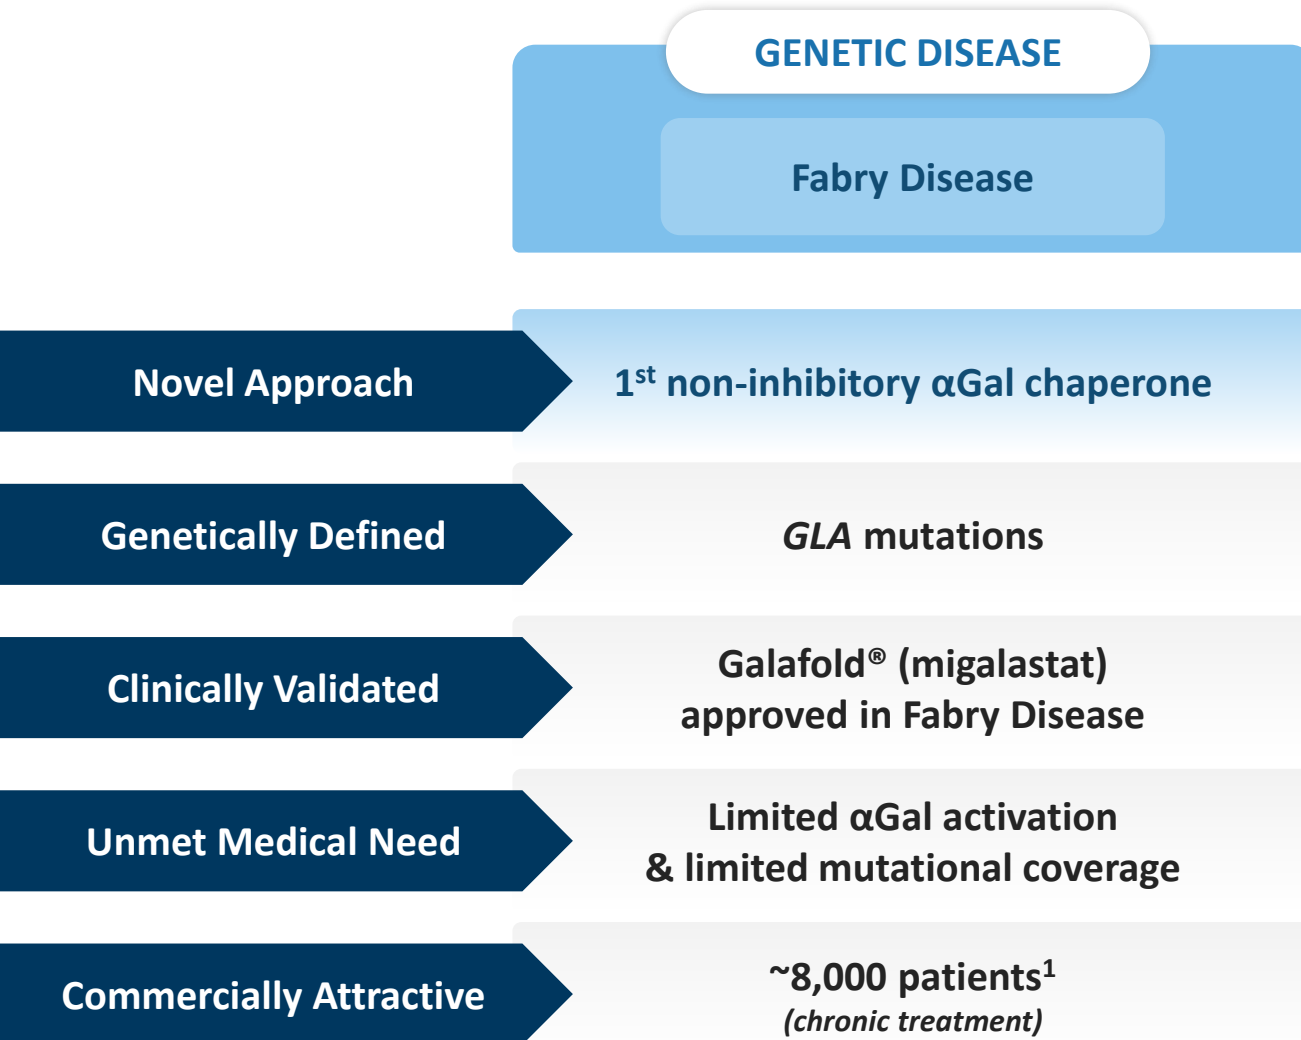 GENETIC DISEASE
Fabry Disease
Novel Approach
1st non-inhibitory αGal chaperone
Genetically Defined
GLA mutations
Clinically Validated
Galafold® (migalastat)
approved in Fabry Disease
Unmet Medical Need
Limited αGal activation
& limited mutational coverage
Commercially Attractive
~8,000 patients1
(chronic treatment)